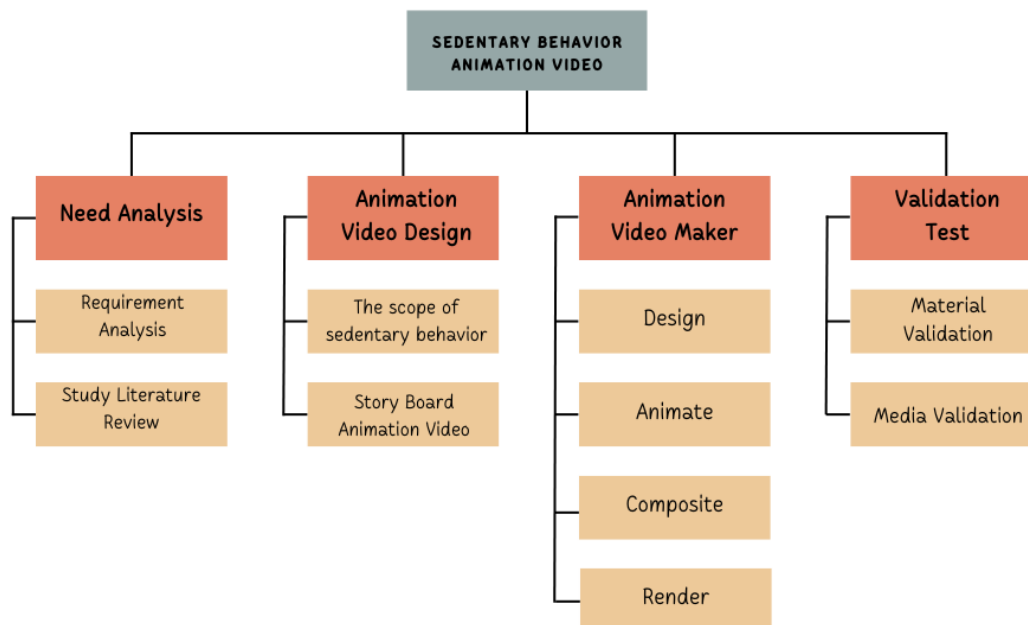 SEDENTARY BEHAVIOR
ANIMATION VIDEO
Need Analysis
Requirement
Analysis
Study Literature
Review
Animation
Video Design
The scope of
sedentary behavior
Story Board
Animation Video
Animation
Video Maker
Design
Animate
Composite
Render
Validation
Test
Material
Validation
Media Validation